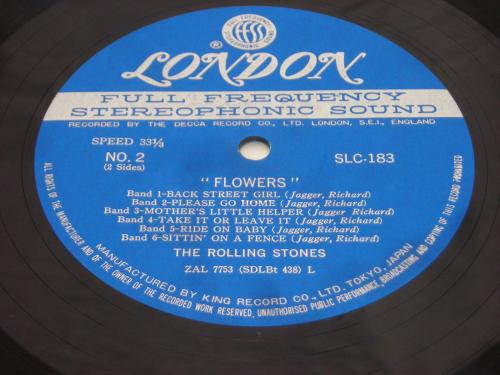 FULL FREQUENCY
ffss
STEREOPHONIC SOUND
® LONDON
FULL FREQUENCY
STEREOPHONIC SOUND
RECORDED BY THE DECCA RECORD CO., LTD. LONDON, S.E.I., ENGLAND
SPEED 33⅓
NO. 2
(2 Sides)
SLC-183
"FLOWERS"
Band 1-BACK STREET GIRL (Jagger, Richard)
Band 2-PLEASE GO HOME (Jagger, Richard)
Band 3-MOTHER'S LITTLE HELPER (Jagger Richard)
Band 4-TAKE IT OR LEAVE IT (Jagger, Richard)
Band 5-RIDE ON BABY (Jagger, Richard)
Band 6-SITTIN' ON A FENCE (Jagger, Richard)
THE ROLLING STONES
ZAL 7753 (SDLBt 438) L
MANUFACTURED BY KING RECORD CO., LTD. TOKYO, JAPAN
ALL RIGHTS OF THE MANUFACTURER AND OF THE OWNER OF THE RECORDED WORK RESERVED, UNAUTHORISED PUBLIC PERFORMANCE, BROADCASTING AND COPYING OF THIS RECORD PROHIBITED